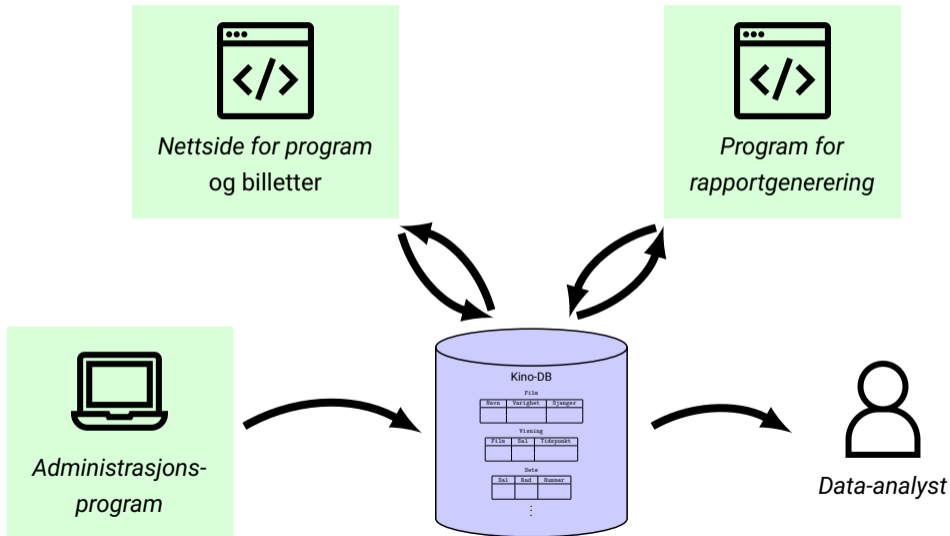 Nettside for program
og billetter
Program for
rapportgenerering
Administrasjons-
program
Kino-DB
Film
Navn Varighet Sjanger
Visning
Film Sal Tidspunkt
Sete
Sal Rad Nummer
⋮
Data-analyst